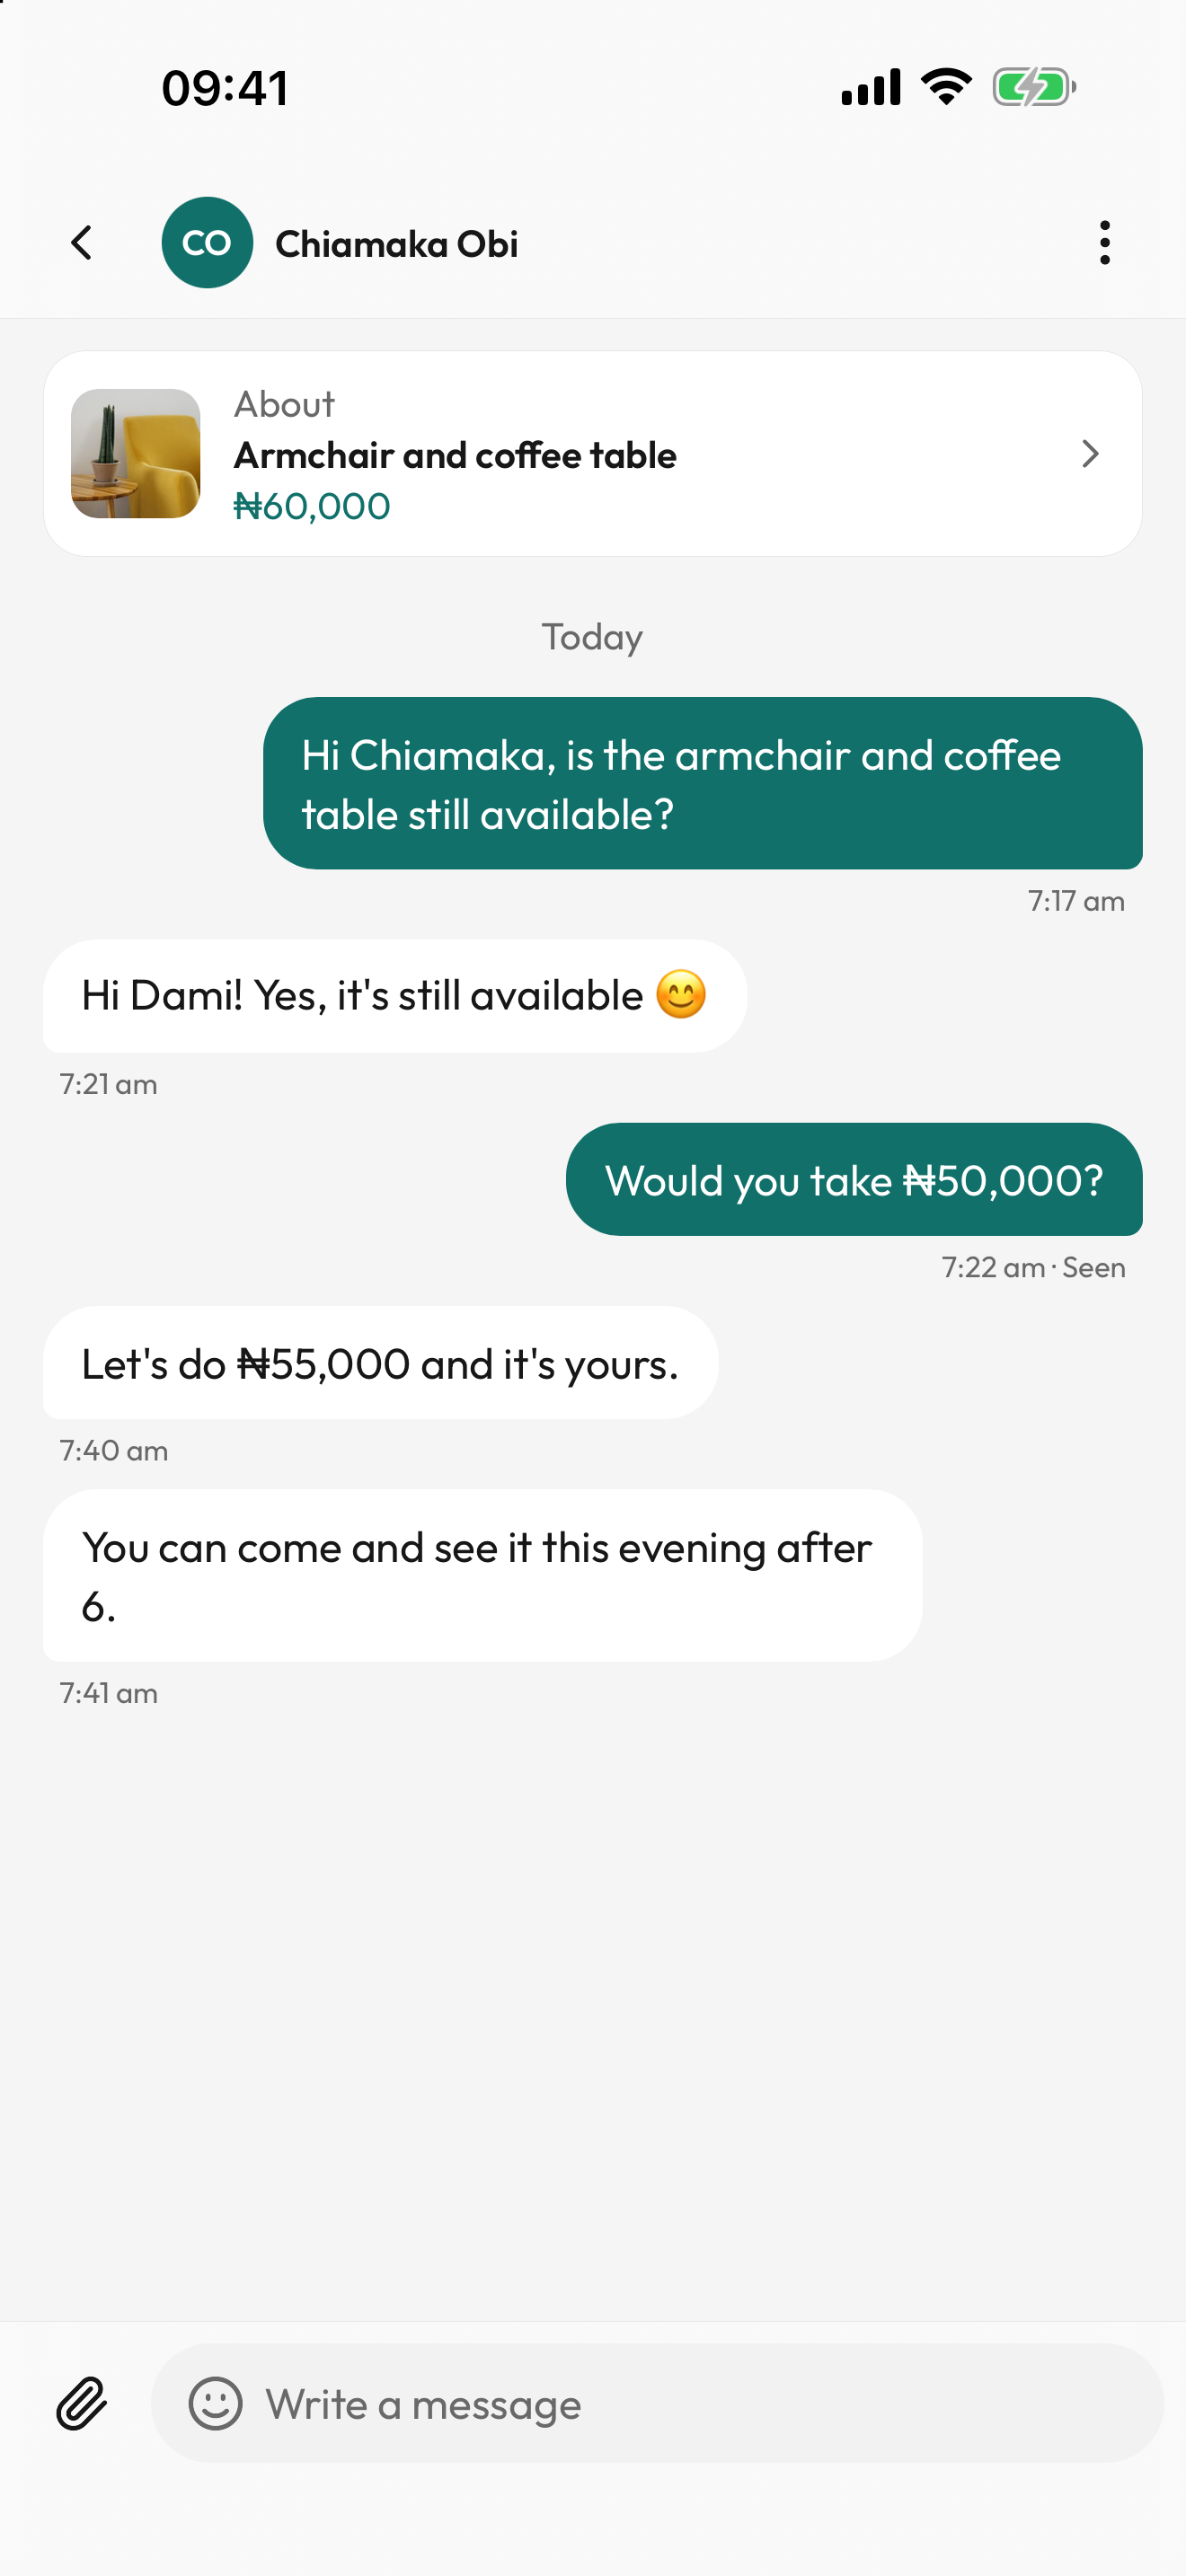 09:41
CO
Chiamaka Obi
About
Armchair and coffee table
₦60,000
Today
Hi Chiamaka, is the armchair and coffee
table still available?
7:17 am
Hi Dami! Yes, it's still available 😊
7:21 am
Would you take ₦50,000?
7:22 am · Seen
Let's do ₦55,000 and it's yours.
7:40 am
You can come and see it this evening after
6.
7:41 am
Write a message